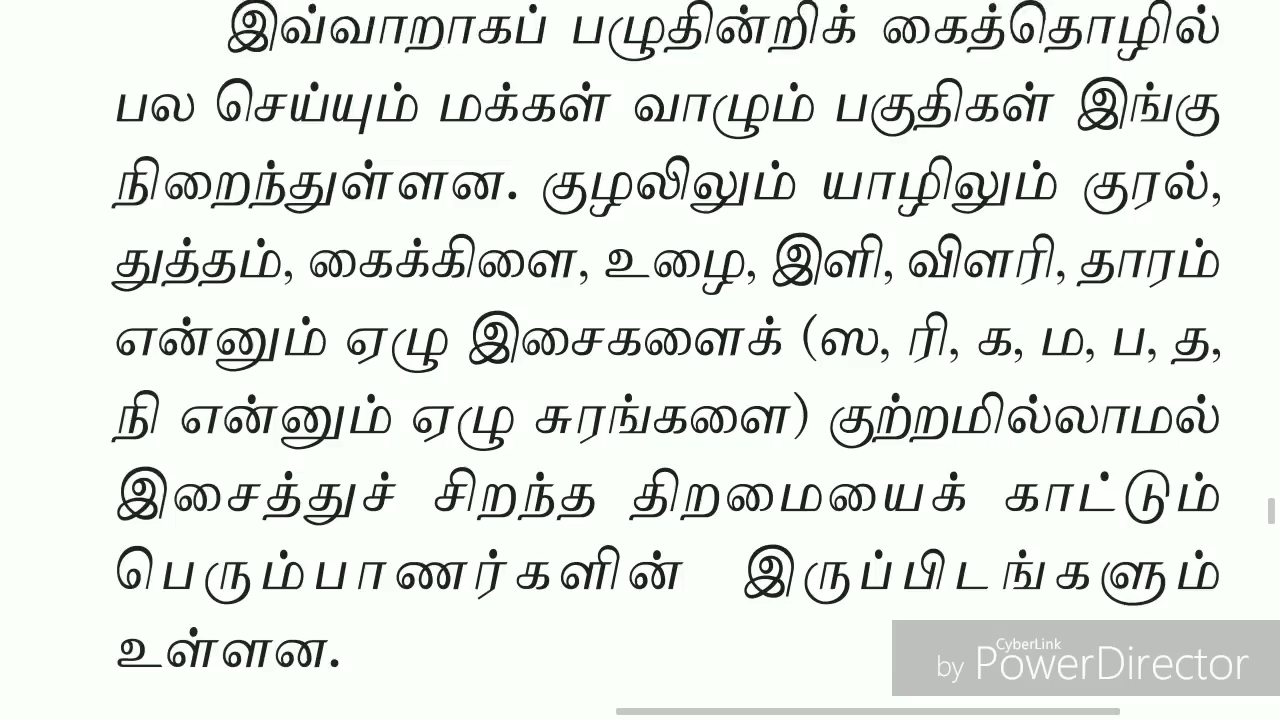 இவ்வாறாகப் பழுதின்றிக் கைத்தொழில்
பல செய்யும் மக்கள் வாழும் பகுதிகள் இங்கு
நிறைந்துள்ளன. குழலிலும் யாழிலும் குரல்,
துத்தம், கைக்கிளை, உழை, இளி, விளரி, தாரம்
என்னும் ஏழு இசைகளைக் (ஸ, ரி, க, ம, ப, த,
நி என்னும் ஏழு சுரங்களை) குற்றமில்லாமல்
இசைத்துச் சிறந்த திறமையைக் காட்டும்
பெரும்பாணர்களின் இருப்பிடங்களும்
உள்ளன.
CyberLink
by PowerDirector